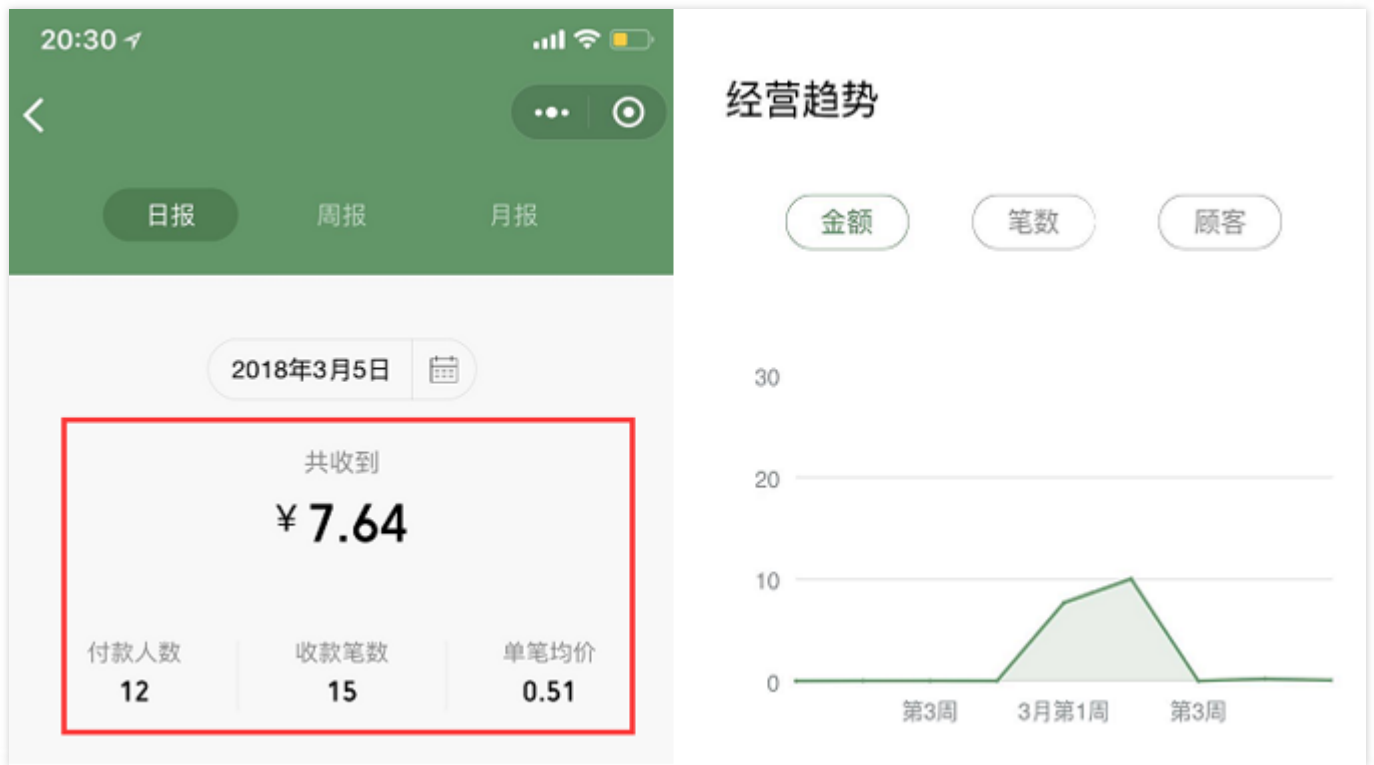 20:30
日报 周报 月报
2018年3月5日
共收到
¥ 7.64
付款人数 收款笔数 单笔均价
12 15 0.51
经营趋势
金额 笔数 顾客
30
20
10
0
第3周 3月第1周 第3周